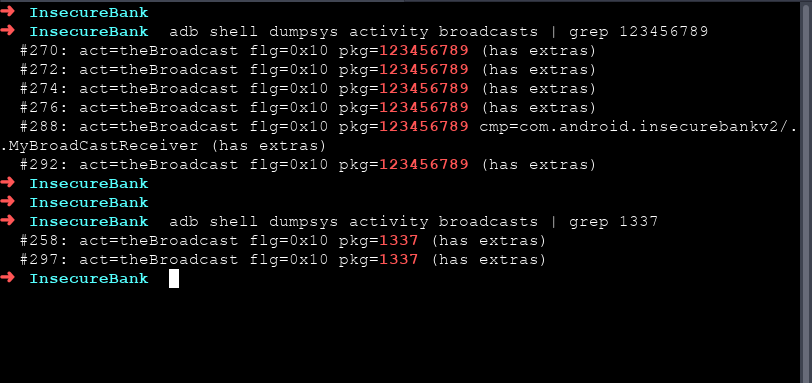 ➜ InsecureBank
➜ InsecureBank adb shell dumpsys activity broadcasts | grep 123456789
#270: act=theBroadcast flg=0x10 pkg=123456789 (has extras)
#272: act=theBroadcast flg=0x10 pkg=123456789 (has extras)
#274: act=theBroadcast flg=0x10 pkg=123456789 (has extras)
#276: act=theBroadcast flg=0x10 pkg=123456789 (has extras)
#288: act=theBroadcast flg=0x10 pkg=123456789 cmp=com.android.insecurebankv2/.
.MyBroadCastReceiver (has extras)
#292: act=theBroadcast flg=0x10 pkg=123456789 (has extras)
➜ InsecureBank
➜ InsecureBank
➜ InsecureBank adb shell dumpsys activity broadcasts | grep 1337
#258: act=theBroadcast flg=0x10 pkg=1337 (has extras)
#297: act=theBroadcast flg=0x10 pkg=1337 (has extras)
➜ InsecureBank